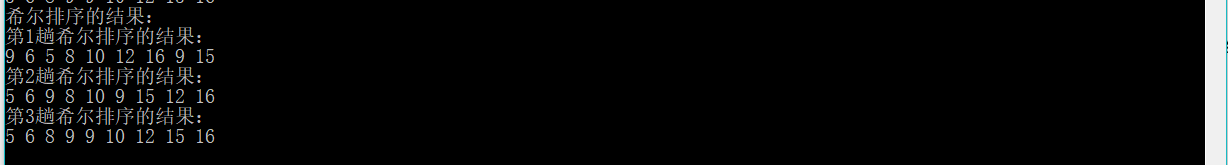 希尔排序的结果:
第1趟希尔排序的结果:
9 6 5 8 10 12 16 9 15
第2趟希尔排序的结果:
5 6 9 8 10 9 15 12 16
第3趟希尔排序的结果:
5 6 8 9 9 10 12 15 16